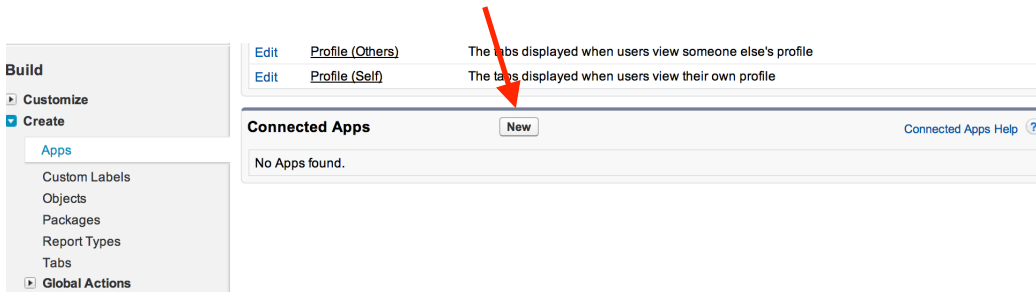 Build
Customize
Create
Apps
Custom Labels
Objects
Packages
Report Types
Tabs
Global Actions
Edit Profile (Others) The tabs displayed when users view someone else's profile
Edit Profile (Self) The tabs displayed when users view their own profile
Connected Apps New Connected Apps Help ?
No Apps found.